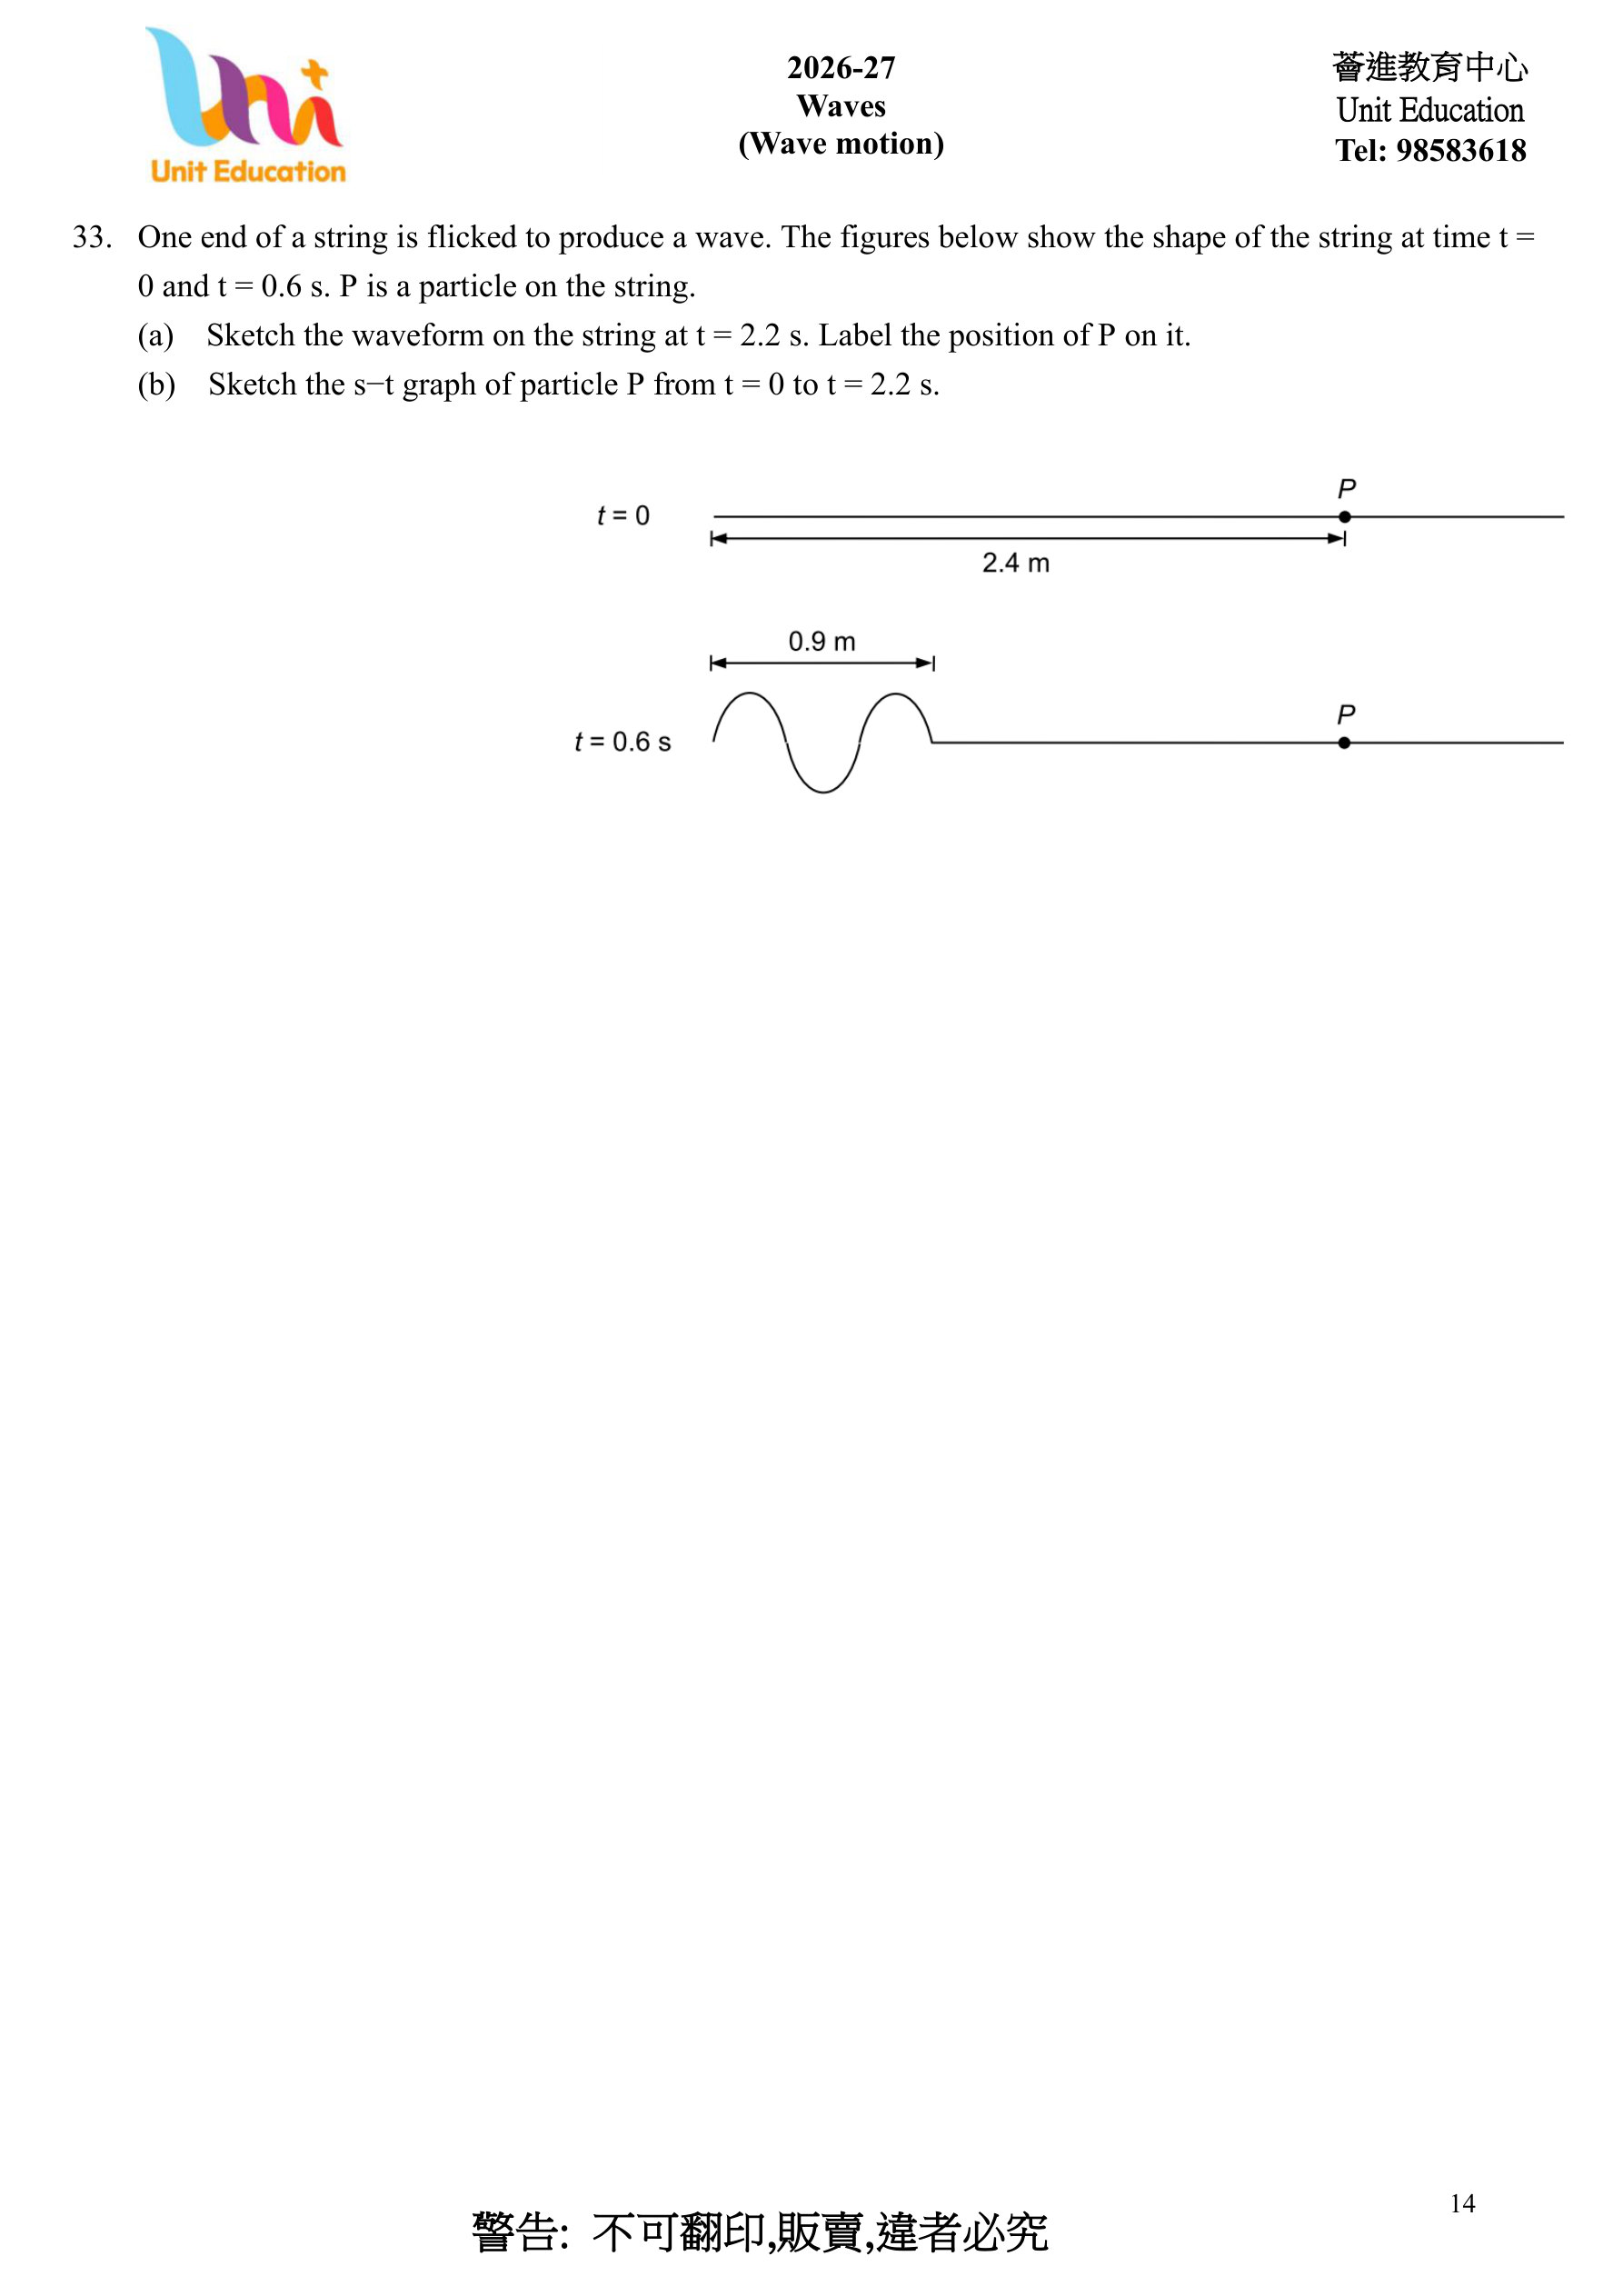 Unit Education
2026-27
Waves
(Wave motion)
薈進教育中心
Unit Education
Tel: 98583618
33. One end of a string is flicked to produce a wave. The figures below show the shape of the string at time t =
0 and t = 0.6 s. P is a particle on the string.
(a) Sketch the waveform on the string at t = 2.2 s. Label the position of P on it.
(b) Sketch the s−t graph of particle P from t = 0 to t = 2.2 s.
P
t = 0
2.4 m
0.9 m
P
t = 0.6 s
14
警告: 不可翻印,販賣,違者必究